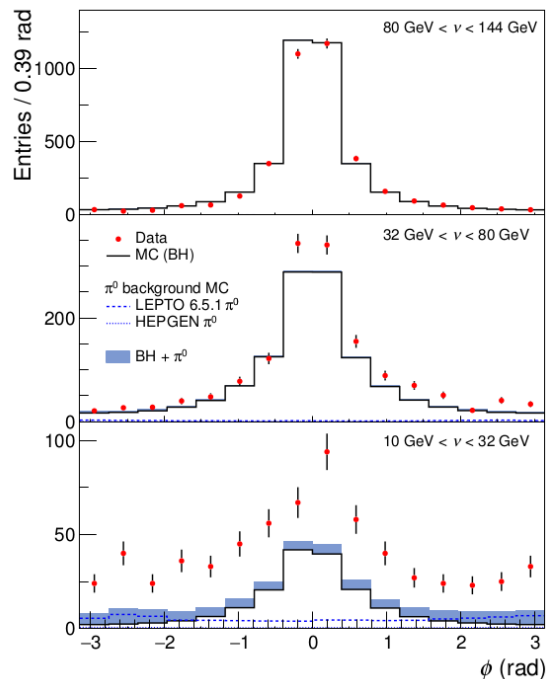 Entries / 0.39 rad
80 GeV < ν < 144 GeV
1000
500
0
32 GeV < ν < 80 GeV
Data
MC (BH)
π⁰ background MC
LEPTO 6.5.1 π⁰
HEPGEN π⁰
BH + π⁰
200
0
10 GeV < ν < 32 GeV
100
50
0
−3 −2 −1 0 1 2 3
ϕ (rad)